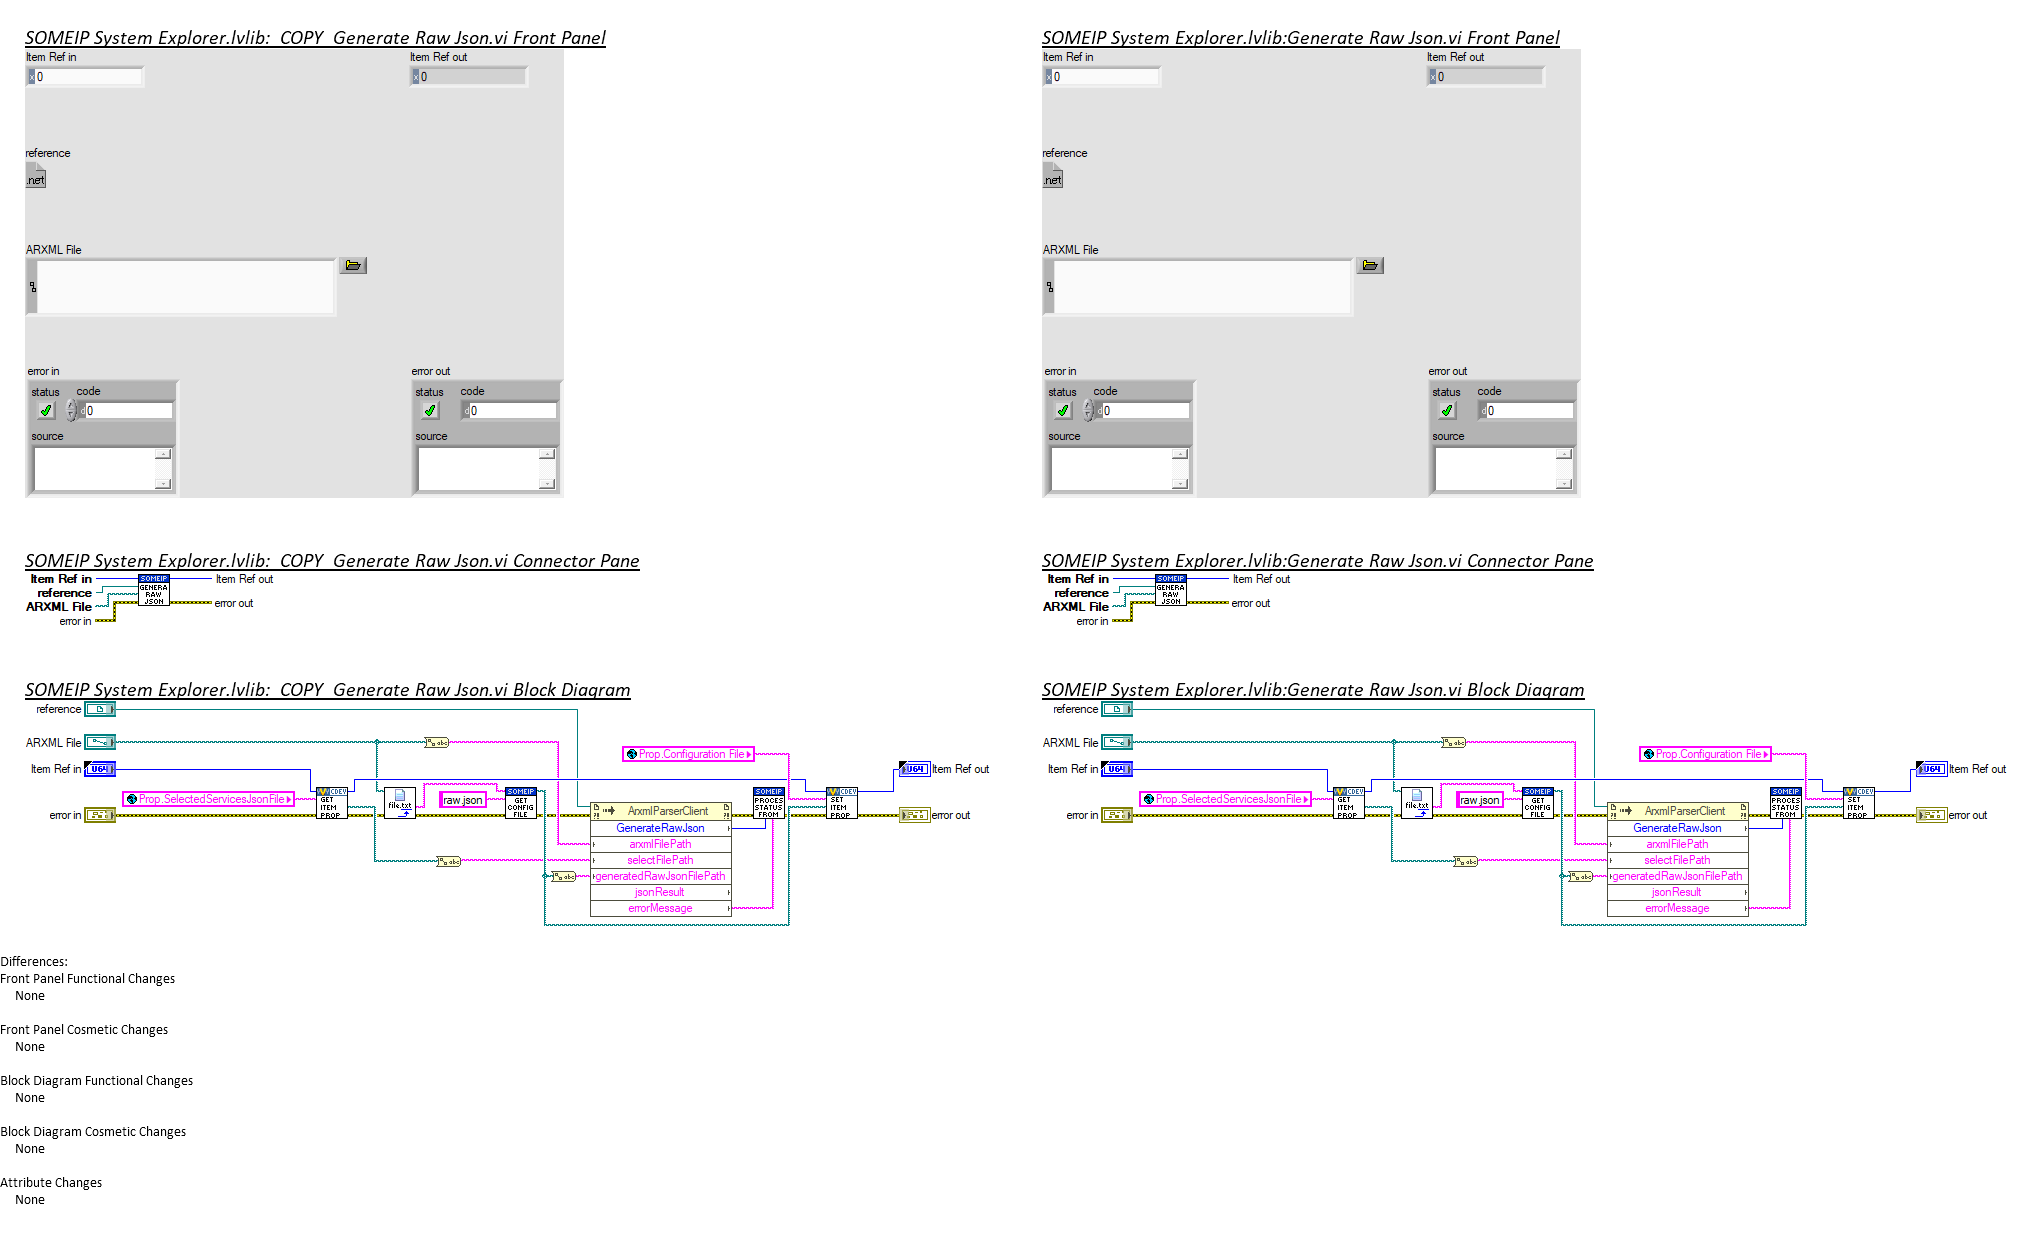 SOMEIP System Explorer.lvlib:  COPY  Generate Raw Json.vi Front Panel
Item Ref in
Item Ref out
x 0
x 0
reference
.net
ARXML File
error in
error out
status
code
status
code
d 0
d 0
source
source
SOMEIP System Explorer.lvlib:Generate Raw Json.vi Front Panel
Item Ref in
Item Ref out
x 0
x 0
reference
.net
ARXML File
error in
error out
status
code
status
code
d 0
d 0
source
source
SOMEIP System Explorer.lvlib:  COPY  Generate Raw Json.vi Connector Pane
Item Ref in
reference
ARXML File
error in
SOMEIP
GENERA
RAW
JSON
Item Ref out
error out
SOMEIP System Explorer.lvlib:Generate Raw Json.vi Connector Pane
Item Ref in
reference
ARXML File
error in
SOMEIP
GENERA
RAW
JSON
Item Ref out
error out
SOMEIP System Explorer.lvlib:  COPY  Generate Raw Json.vi Block Diagram
reference
ARXML File
abc
Prop.Configuration File
Item Ref in
U64
U64
Item Ref out
Prop.SelectedServicesJsonFile
CDEV
GET
ITEM
PROP
file.txt
raw.json
SOMEIP
GET
CONFIG
FILE
SOMEIP
PROCES
STATUS
FROM
CDEV
SET
ITEM
PROP
error in
error out
ArxmlParserClient
?!
?!
GenerateRawJson
arxmlFilePath
abc
selectFilePath
abc
generatedRawJsonFilePath
jsonResult
errorMessage
SOMEIP System Explorer.lvlib:Generate Raw Json.vi Block Diagram
reference
ARXML File
abc
Prop.Configuration File
Item Ref in
U64
U64
Item Ref out
Prop.SelectedServicesJsonFile
CDEV
GET
ITEM
PROP
file.txt
raw.json
SOMEIP
GET
CONFIG
FILE
SOMEIP
PROCES
STATUS
FROM
CDEV
SET
ITEM
PROP
error in
error out
ArxmlParserClient
?!
?!
GenerateRawJson
arxmlFilePath
abc
selectFilePath
abc
generatedRawJsonFilePath
jsonResult
errorMessage
Differences:
Front Panel Functional Changes
None
Front Panel Cosmetic Changes
None
Block Diagram Functional Changes
None
Block Diagram Cosmetic Changes
None
Attribute Changes
None